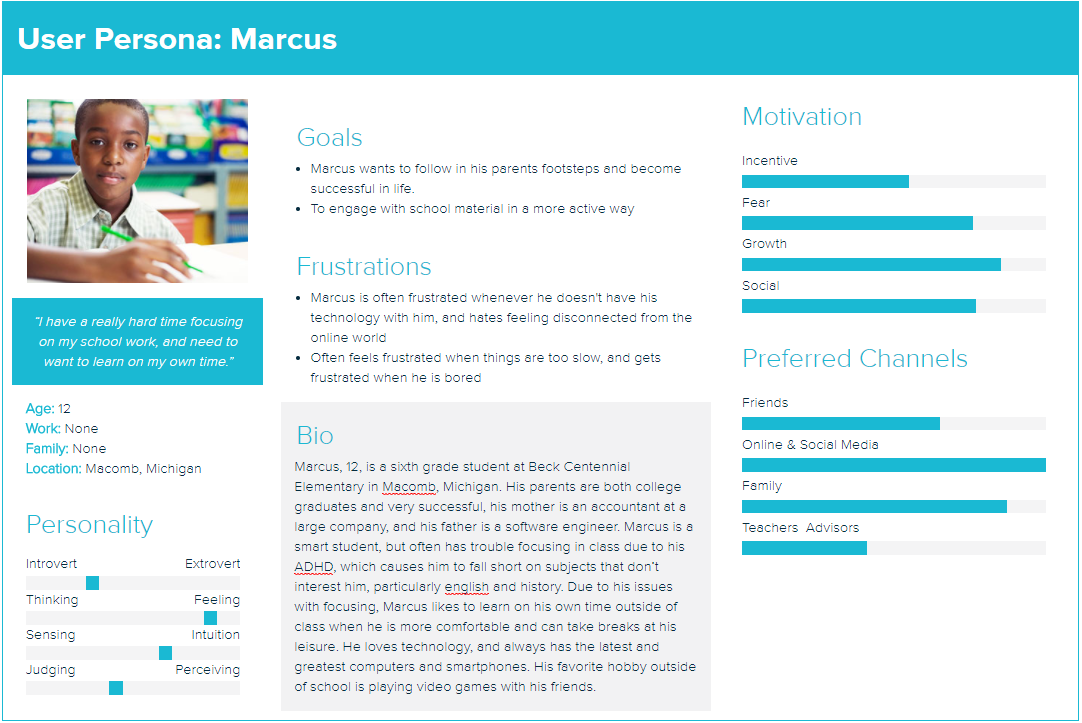 User Persona: Marcus
“I have a really hard time focusing
on my school work, and need to
want to learn on my own time.”
Age: 12
Work: None
Family: None
Location: Macomb, Michigan
Personality
Introvert Extrovert
Thinking Feeling
Sensing Intuition
Judging Perceiving
Goals
• Marcus wants to follow in his parents footsteps and become
successful in life.
• To engage with school material in a more active way
Frustrations
• Marcus is often frustrated whenever he doesn't have his
technology with him, and hates feeling disconnected from the
online world
• Often feels frustrated when things are too slow, and gets
frustrated when he is bored
Bio
Marcus, 12, is a sixth grade student at Beck Centennial
Elementary in Macomb, Michigan. His parents are both college
graduates and very successful, his mother is an accountant at a
large company, and his father is a software engineer. Marcus is a
smart student, but often has trouble focusing in class due to his
ADHD, which causes him to fall short on subjects that don't
interest him, particularly english and history. Due to his issues
with focusing, Marcus likes to learn on his own time outside of
class when he is more comfortable and can take breaks at his
leisure. He loves technology, and always has the latest and
greatest computers and smartphones. His favorite hobby outside
of school is playing video games with his friends.
Motivation
Incentive
Fear
Growth
Social
Preferred Channels
Friends
Online & Social Media
Family
Teachers Advisors